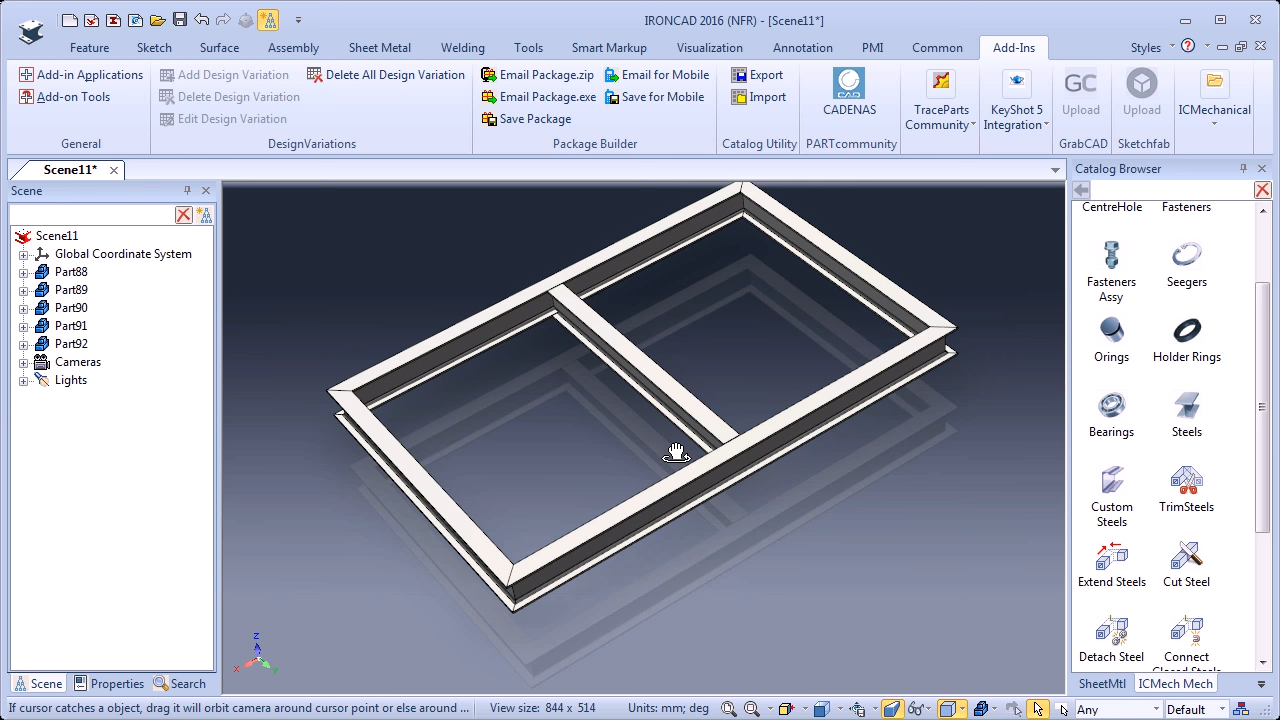 IRONCAD 2016 (NFR) - [Scene11*]
Feature Sketch Surface Assembly Sheet Metal Welding Tools Smart Markup Visualization Annotation PMI Common Add-Ins Styles
Add-in Applications Add Design Variation Delete All Design Variation Email Package.zip Email for Mobile Export
Add-on Tools Delete Design Variation Email Package.exe Save for Mobile Import
Edit Design Variation Save Package
CADENAS
TraceParts Community
KeyShot 5 Integration
GC
Upload
Upload
ICMechanical
General DesignVariations Package Builder Catalog Utility PARTcommunity GrabCAD Sketchfab
Scene11*
Scene
Scene11
Global Coordinate System
Part88
Part89
Part90
Part91
Part92
Cameras
Lights
Z
X
Y
Catalog Browser
CentreHole Fasteners
Fasteners Assy
Seegers
Orings Holder Rings
Bearings Steels
Custom Steels
TrimSteels
Extend Steels Cut Steel
Detach Steel Connect
Closed Steels
Scene Properties Search
SheetMtl ICMech Mech
If cursor catches a object, drag it will orbit camera around cursor point or else around ... View size: 844 x 514 Units: mm; deg Any Default